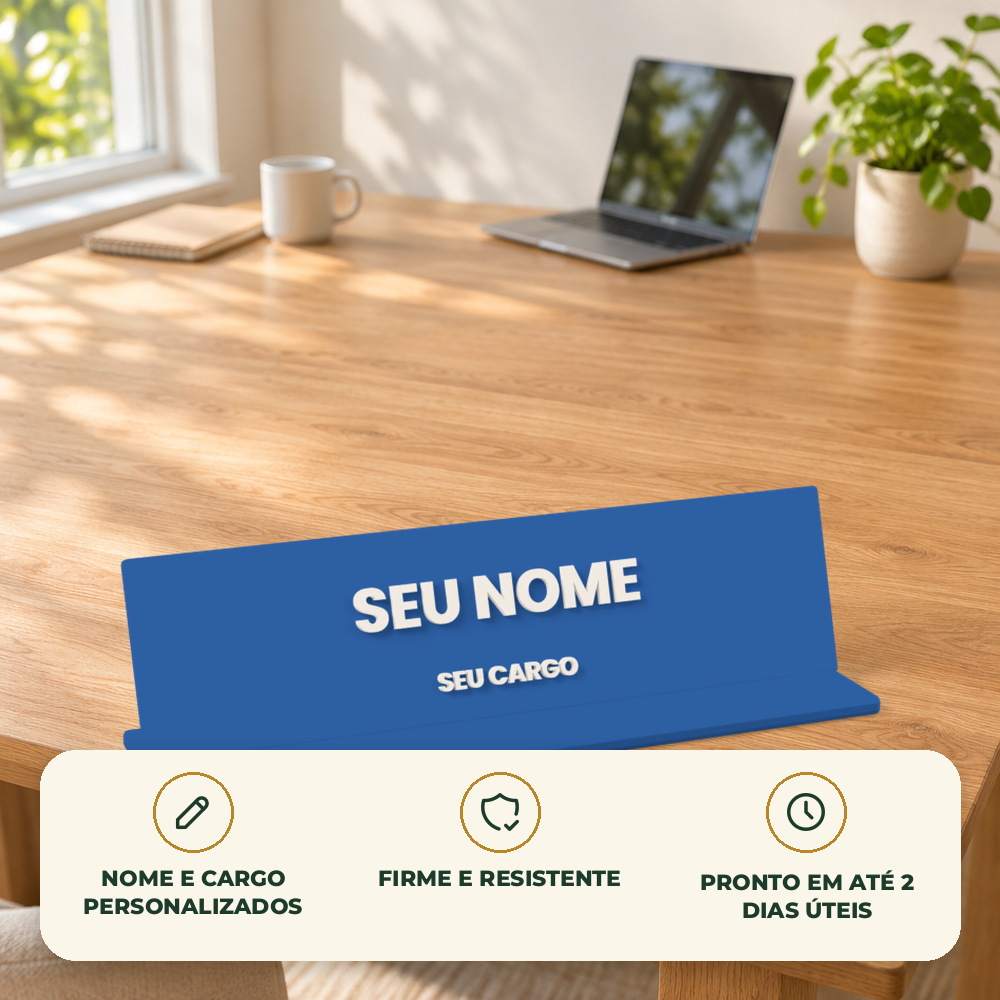 SEU NOME
SEU CARGO
NOME E CARGO
PERSONALIZADOS
FIRME E RESISTENTE
PRONTO EM ATÉ 2
DIAS ÚTEIS